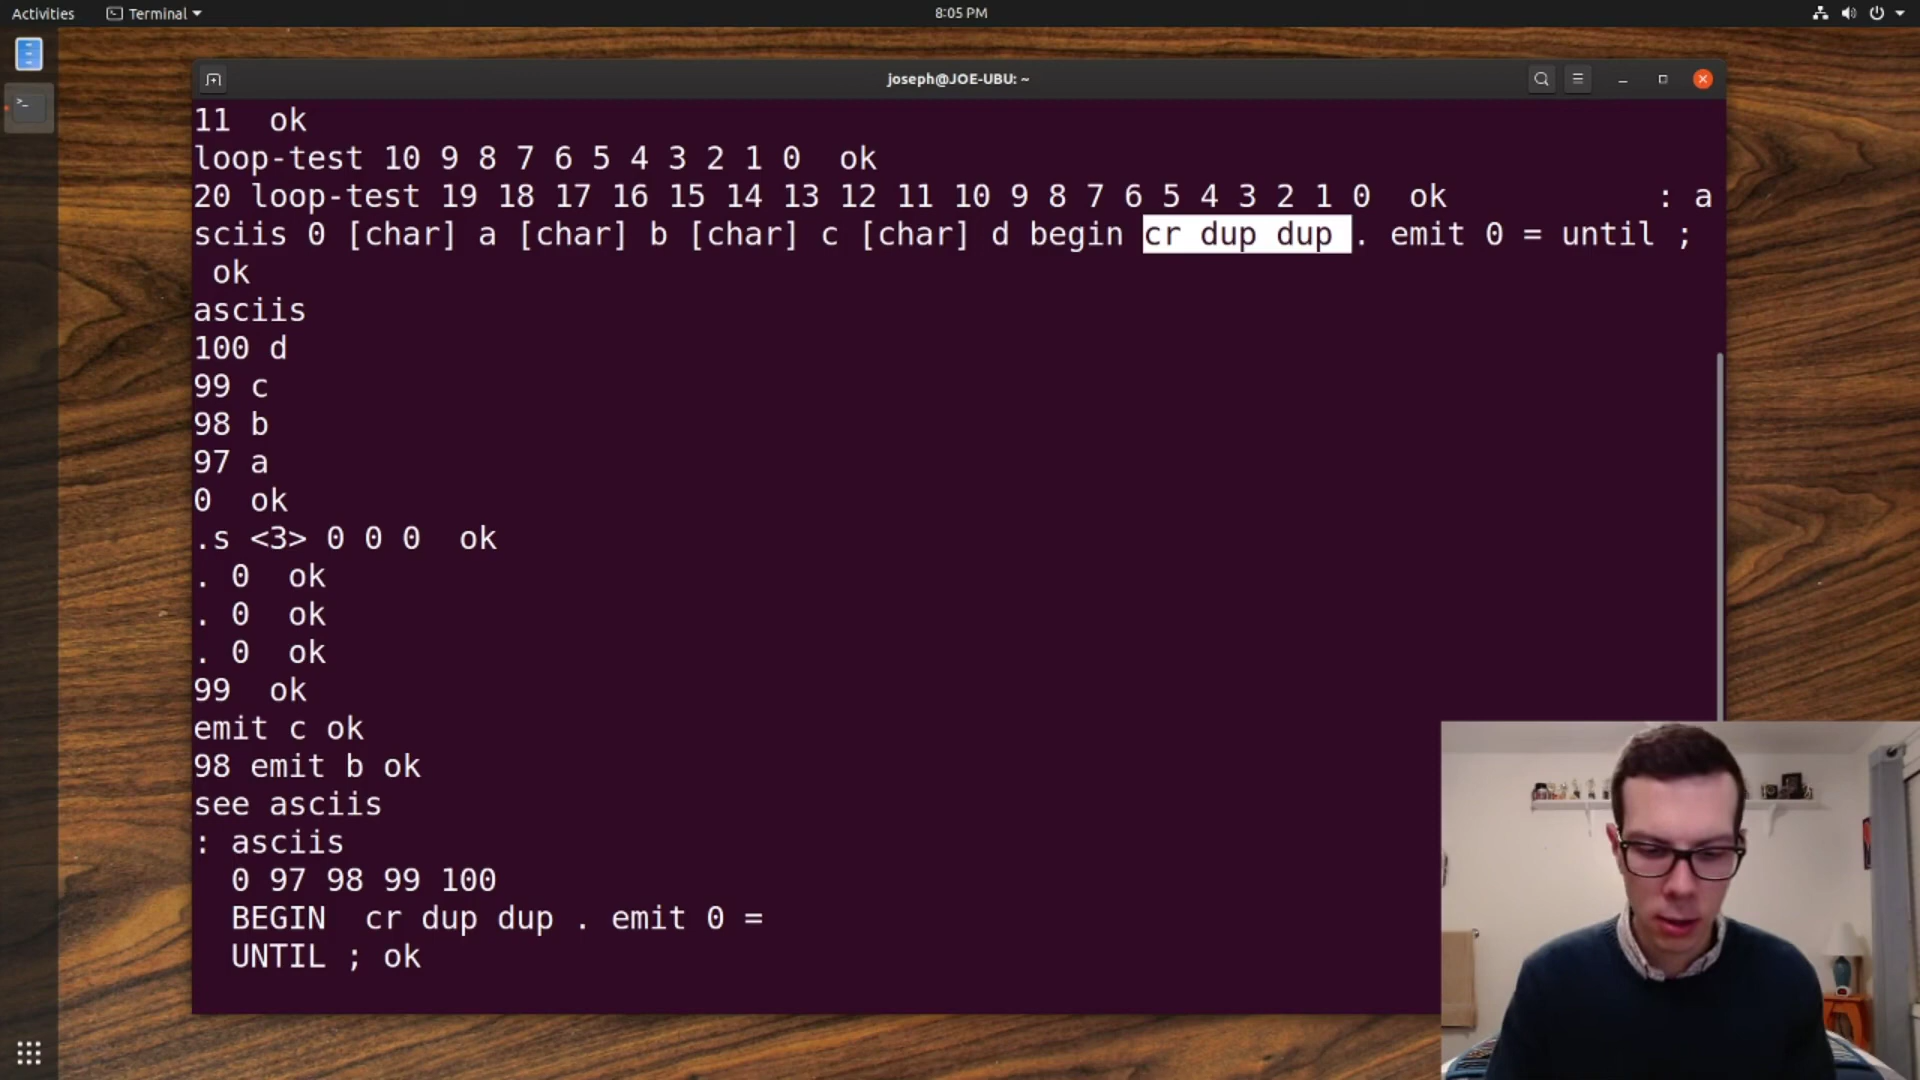 Activities
Terminal
8:05 PM
joseph@JOE-UBU: ~
11  ok
loop-test 10 9 8 7 6 5 4 3 2 1 0  ok
20 loop-test 19 18 17 16 15 14 13 12 11 10 9 8 7 6 5 4 3 2 1 0  ok           : a
sciis 0 [char] a [char] b [char] c [char] d begin cr dup dup . emit 0 = until ;
 ok
asciis
100 d
99 c
98 b
97 a
0  ok
.s <3> 0 0 0  ok
. 0  ok
. 0  ok
. 0  ok
99  ok
emit c ok
98 emit b ok
see asciis
: asciis
  0 97 98 99 100
  BEGIN  cr dup dup . emit 0 =
  UNTIL ; ok